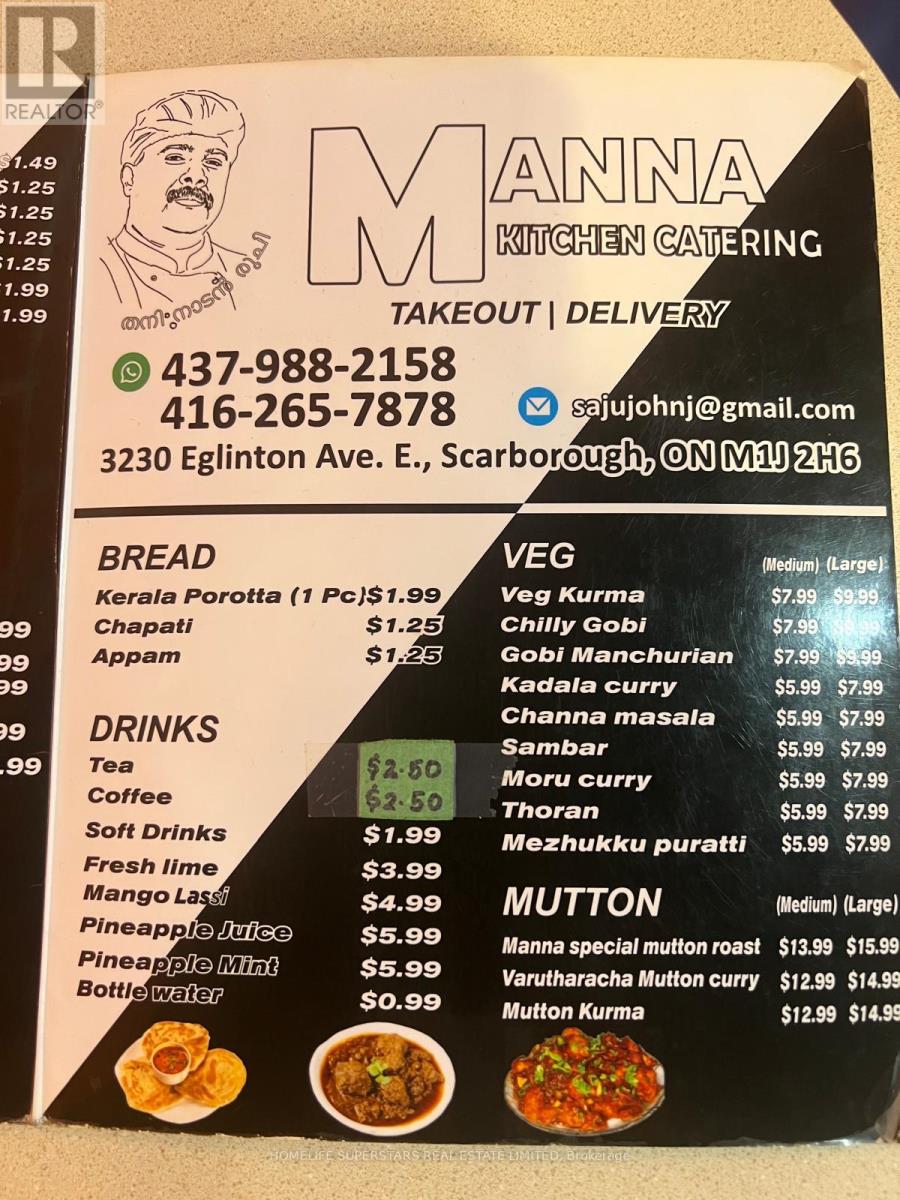 REALTOR®
$1.49
$1.25
$1.25
$1.25
$1.25
1.99
1.99
99
99
99
99
.99
തനി നാടൻ രുചി
MANNA
KITCHEN CATERING
TAKEOUT | DELIVERY
437-988-2158
416-265-7878
sajujohnj@gmail.com
3230 Eglinton Ave. E., Scarborough, ON M1J 2H6
BREAD
Kerala Porotta (1 Pc) $1.99
Chapati $1.25
Appam $1.25
DRINKS
Tea $2.50
Coffee $2.50
Soft Drinks $1.99
Fresh lime $3.99
Mango Lassi $4.99
Pineapple Juice $5.99
Pineapple Mint $5.99
Bottle water $0.99
VEG (Medium) (Large)
Veg Kurma $7.99 $9.99
Chilly Gobi $7.99 $9.99
Gobi Manchurian $7.99 $9.99
Kadala curry $5.99 $7.99
Channa masala $5.99 $7.99
Sambar $5.99 $7.99
Moru curry $5.99 $7.99
Thoran $5.99 $7.99
Mezhukku puratti $5.99 $7.99
MUTTON (Medium) (Large)
Manna special mutton roast $13.99 $15.99
Varutharacha Mutton curry $12.99 $14.99
Mutton Kurma $12.99 $14.99
HOMELIFE SUPERSTARS REAL ESTATE LIMITED, Brokerage